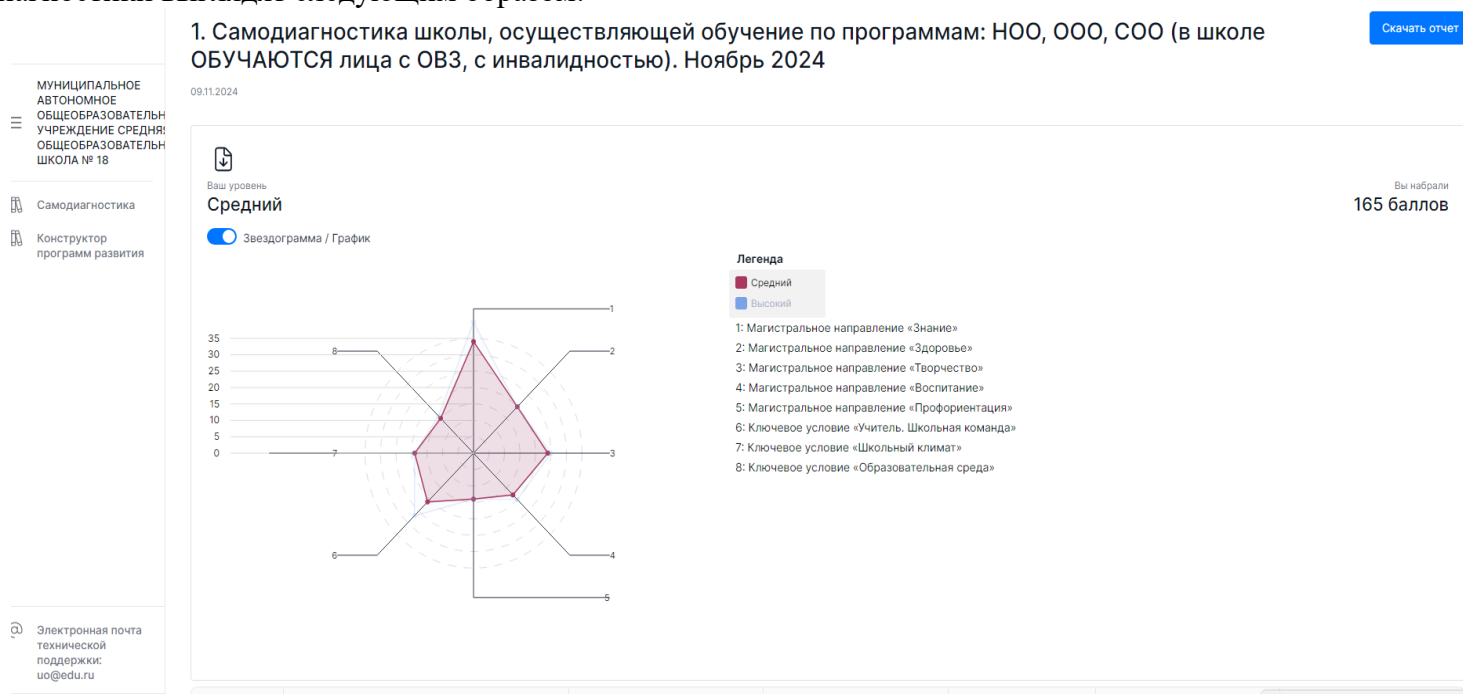 1. Самодиагностика школы, осуществляющей обучение по программам: НОО, ООО, СОО (в школе
ОБУЧАЮТСЯ лица с ОВЗ, с инвалидностью). Ноябрь 2024
Скачать отчет
09.11.2024
МУНИЦИПАЛЬНОЕ
АВТОНОМНОЕ
ОБЩЕОБРАЗОВАТЕЛЬН
УЧРЕЖДЕНИЕ СРЕДНЯ
ОБЩЕОБРАЗОВАТЕЛЬН
ШКОЛА № 18
Самодиагностика
Конструктор
программ развития
Ваш уровень
Средний
Вы набрали
165 баллов
Звездограмма / График
35
30
25
20
15
10
5
0
1
2
3
4
5
6
7
8
Легенда
Средний
Высокий
1: Магистральное направление «Знание»
2: Магистральное направление «Здоровье»
3: Магистральное направление «Творчество»
4: Магистральное направление «Воспитание»
5: Магистральное направление «Профориентация»
6: Ключевое условие «Учитель. Школьная команда»
7: Ключевое условие «Школьный климат»
8: Ключевое условие «Образовательная среда»
Электронная почта
технической
поддержки:
uo@edu.ru